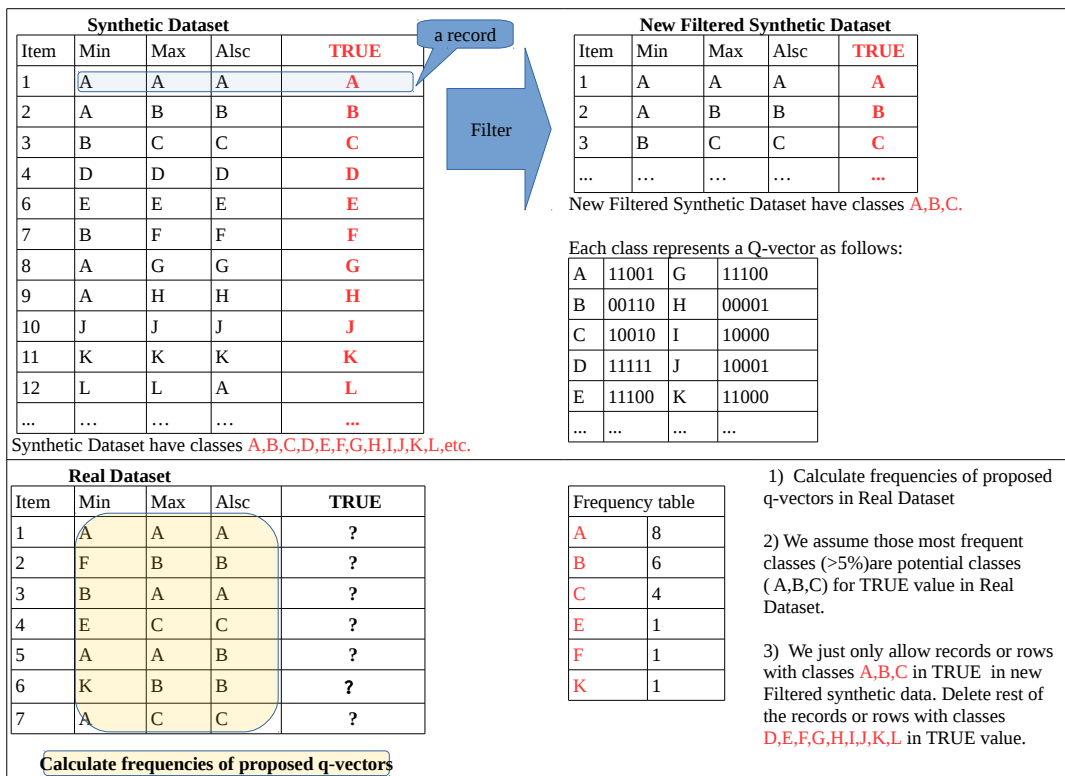 Synthetic Dataset
a record
Item Min Max Alsc TRUE
1 A A A A
2 A B B B
3 B C C C
4 D D D D
6 E E E E
7 B F F F
8 A G G G
9 A H H H
10 J J J J
11 K K K K
12 L L A L
... … … … ...
Synthetic Dataset have classes A,B,C,D,E,F,G,H,I,J,K,L,etc.
Filter
New Filtered Synthetic Dataset
Item Min Max Alsc TRUE
1 A A A A
2 A B B B
3 B C C C
... … … … ...
New Filtered Synthetic Dataset have classes A,B,C.
Each class represents a Q-vector as follows:
A 11001 G 11100
B 00110 H 00001
C 10010 I 10000
D 11111 J 10001
E 11100 K 11000
... ... ... ...
Real Dataset
Item Min Max Alsc TRUE
1 A A A ?
2 F B B ?
3 B A A ?
4 E C C ?
5 A A B ?
6 K B B ?
7 A C C ?
Calculate frequencies of proposed q-vectors
Frequency table
A 8
B 6
C 4
E 1
F 1
K 1
1) Calculate frequencies of proposed
q-vectors in Real Dataset
2) We assume those most frequent
classes (>5%)are potential classes
( A,B,C) for TRUE value in Real
Dataset.
3) We just only allow records or rows
with classes A,B,C in TRUE in new
Filtered synthetic data. Delete rest of
the records or rows with classes
D,E,F,G,H,I,J,K,L in TRUE value.